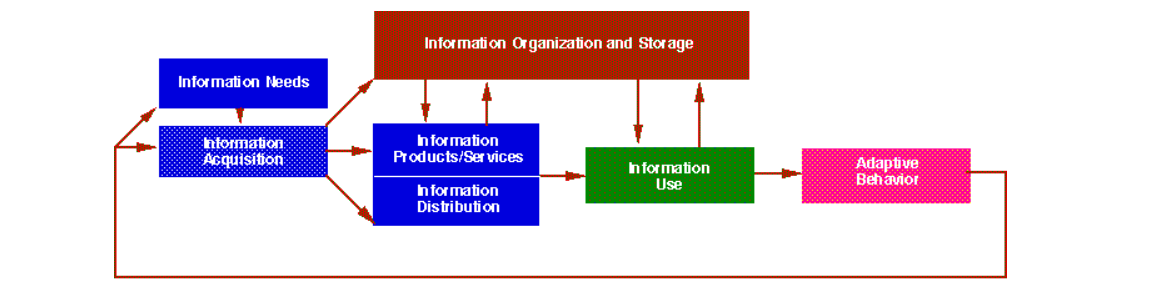 Information Organization and Storage
Information Needs
Information
Acquisition
Information
Products/Services
Information
Distribution
Information
Use
Adaptive
Behavior